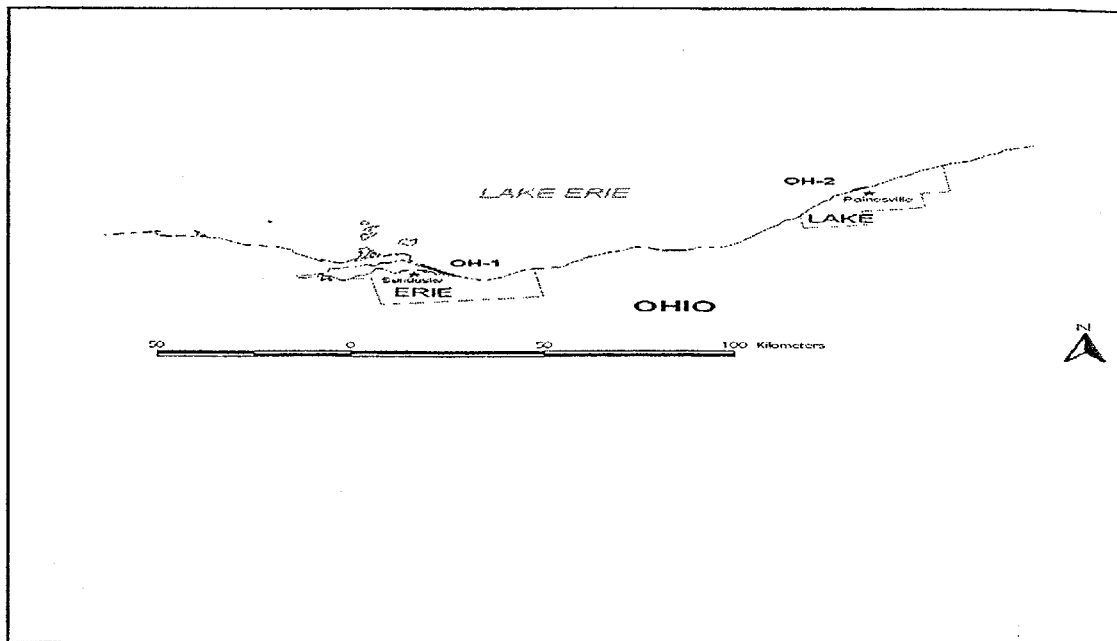 OH-2
Painesville
LAKE ERIE
LAKE
OH-1
Sandusky
ERIE
OHIO
N
50 0 50 100 Kilometers